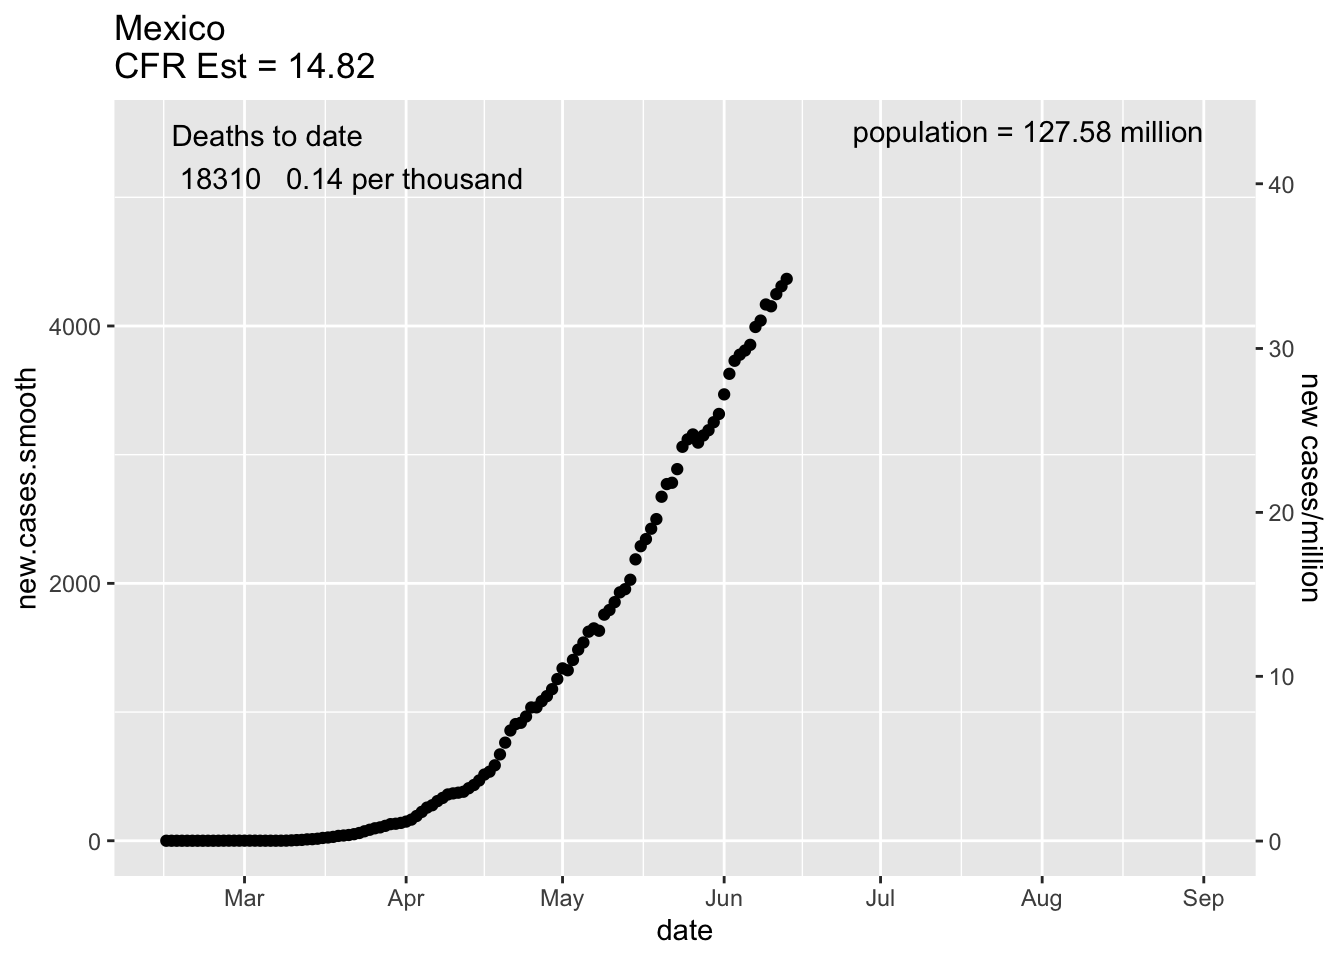 Mexico
CFR Est = 14.82
Deaths to date
18310 0.14 per thousand
population = 127.58 million
new.cases.smooth
4000
2000
0
40
30
20
10
0
new cases/million
Mar Apr May Jun Jul Aug Sep
date